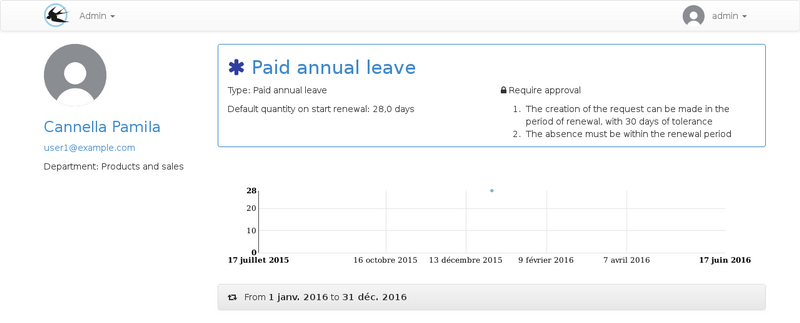 Admin
admin
Cannella Pamila
user1@example.com
Department: Products and sales
Paid annual leave
Type: Paid annual leave
Default quantity on start renewal: 28,0 days
Require approval
1. The creation of the request can be made in the
period of renewal, with 30 days of tolerance
2. The absence must be within the renewal period
28
20
10
0
17 juillet 2015 16 octobre 2015 13 décembre 2015 9 février 2016 7 avril 2016 17 juin 2016
From 1 janv. 2016 to 31 déc. 2016